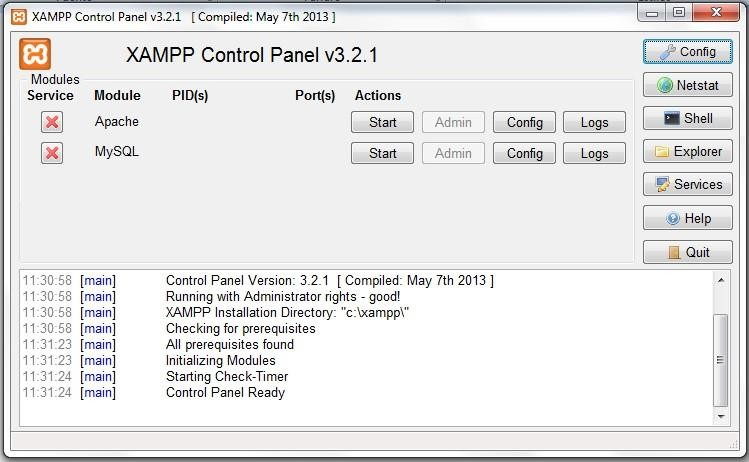 XAMPP Control Panel v3.2.1 [ Compiled: May 7th 2013 ]
XAMPP Control Panel v3.2.1
Modules
Service Module PID(s) Port(s) Actions
Apache Start Admin Config Logs
MySQL Start Admin Config Logs
Config
Netstat
Shell
Explorer
Services
Help
Quit
11:30:58 [main] Control Panel Version: 3.2.1 [ Compiled: May 7th 2013 ]
11:30:58 [main] Running with Administrator rights - good!
11:30:58 [main] XAMPP Installation Directory: "c:\xampp\"
11:30:58 [main] Checking for prerequisites
11:31:23 [main] All prerequisites found
11:31:23 [main] Initializing Modules
11:31:24 [main] Starting Check-Timer
11:31:24 [main] Control Panel Ready